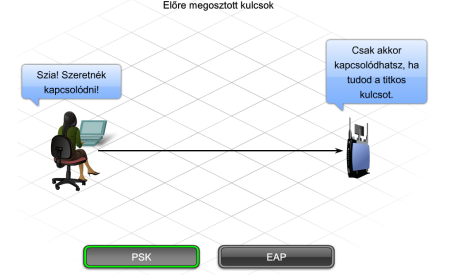 Előre megosztott kulcsok
Szia! Szeretnék
kapcsolódni!
Csak akkor
kapcsolódhatsz, ha
tudod a titkos
kulcsot.
PSK
EAP